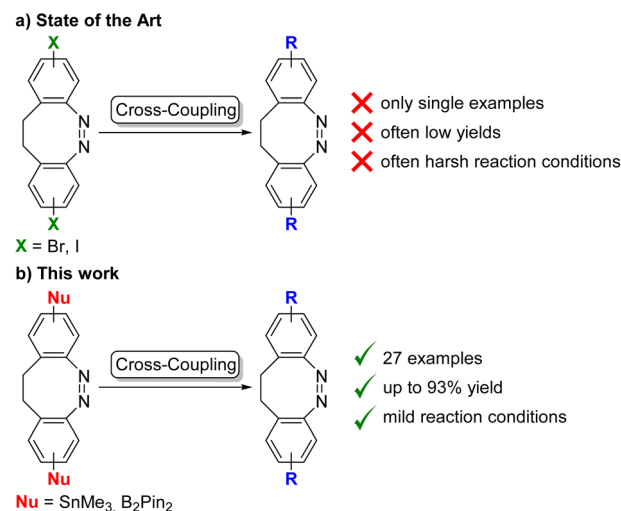 a) State of the Art
X
R
Cross-Coupling
N
N
N
N
only single examples
often low yields
often harsh reaction conditions
X
R
X = Br, I
b) This work
Nu
R
Cross-Coupling
N
N
N
N
27 examples
up to 93% yield
mild reaction conditions
Nu
R
Nu = SnMe3, B2Pin2